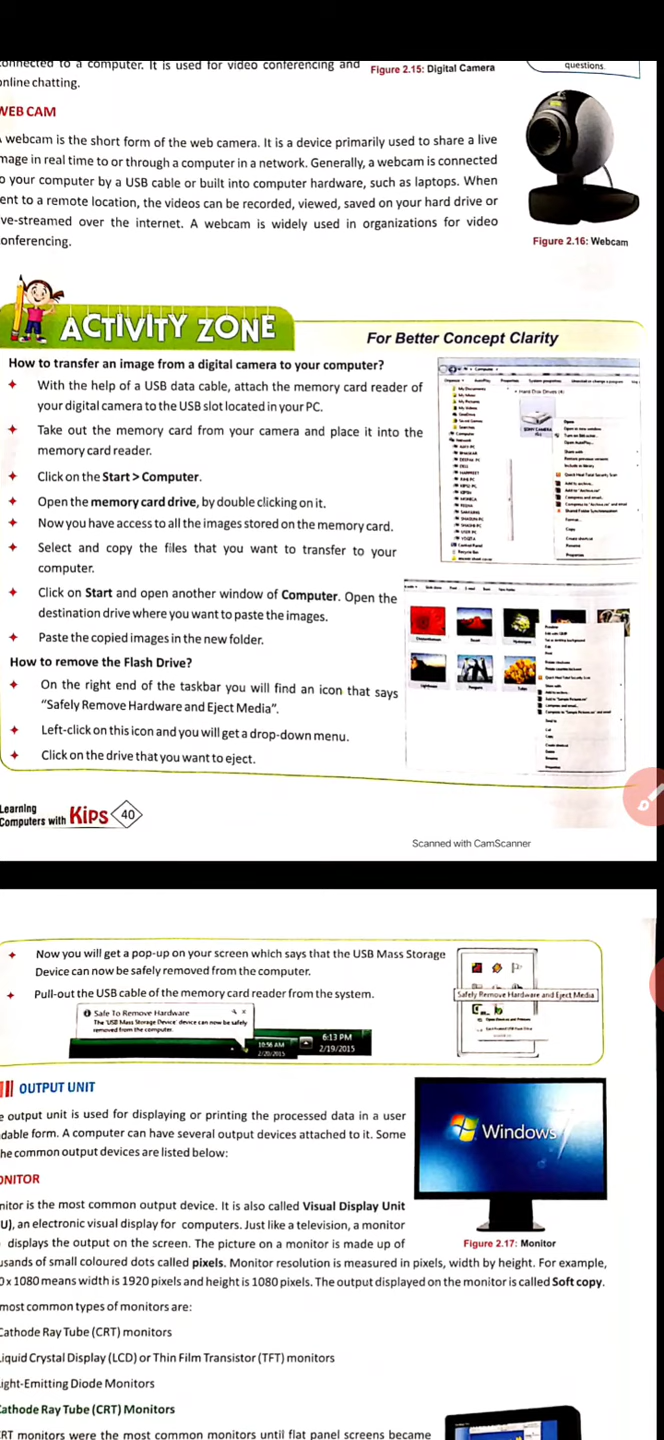 connected to a computer. It is used for video conferencing and
online chatting.
Figure 2.15: Digital Camera
questions.
WEB CAM
webcam is the short form of the web camera. It is a device primarily used to share a live
mage in real time to or through a computer in a network. Generally, a webcam is connected
o your computer by a USB cable or built into computer hardware, such as laptops. When
ent to a remote location, the videos can be recorded, viewed, saved on your hard drive or
ve-streamed over the internet. A webcam is widely used in organizations for video
onferencing.
Figure 2.16: Webcam
ACTIVITY ZONE
For Better Concept Clarity
How to transfer an image from a digital camera to your computer?
With the help of a USB data cable, attach the memory card reader of
your digital camera to the USB slot located in your PC.
Take out the memory card from your camera and place it into the
memory card reader.
Click on the Start > Computer.
Open the memory card drive, by double clicking on it.
Now you have access to all the images stored on the memory card.
Select and copy the files that you want to transfer to your
computer.
Click on Start and open another window of Computer. Open the
destination drive where you want to paste the images.
Paste the copied images in the new folder.
How to remove the Flash Drive?
On the right end of the taskbar you will find an icon that says
"Safely Remove Hardware and Eject Media".
Left-click on this icon and you will get a drop-down menu.
Click on the drive that you want to eject.
Learning
Computers with Kips 40
Scanned with CamScanner
Now you will get a pop-up on your screen which says that the USB Mass Storage
Device can now be safely removed from the computer.
Pull-out the USB cable of the memory card reader from the system.
Safe To Remove Hardware
The 'USB Mass Storage Device' device can now be safely
removed from the computer.
10:56 AM
2/20/2015
6:13 PM
2/19/2015
Safely Remove Hardware and Eject Media
OUTPUT UNIT
e output unit is used for displaying or printing the processed data in a user
dable form. A computer can have several output devices attached to it. Some
he common output devices are listed below:
ONITOR
nitor is the most common output device. It is also called Visual Display Unit
U), an electronic visual display for computers. Just like a television, a monitor
displays the output on the screen. The picture on a monitor is made up of
usands of small coloured dots called pixels. Monitor resolution is measured in pixels, width by height. For example,
0 x 1080 means width is 1920 pixels and height is 1080 pixels. The output displayed on the monitor is called Soft copy.
Windows 7
Figure 2.17: Monitor
most common types of monitors are:
Cathode Ray Tube (CRT) monitors
Liquid Crystal Display (LCD) or Thin Film Transistor (TFT) monitors
ight-Emitting Diode Monitors
Cathode Ray Tube (CRT) Monitors
CRT monitors were the most common monitors until flat panel screens became